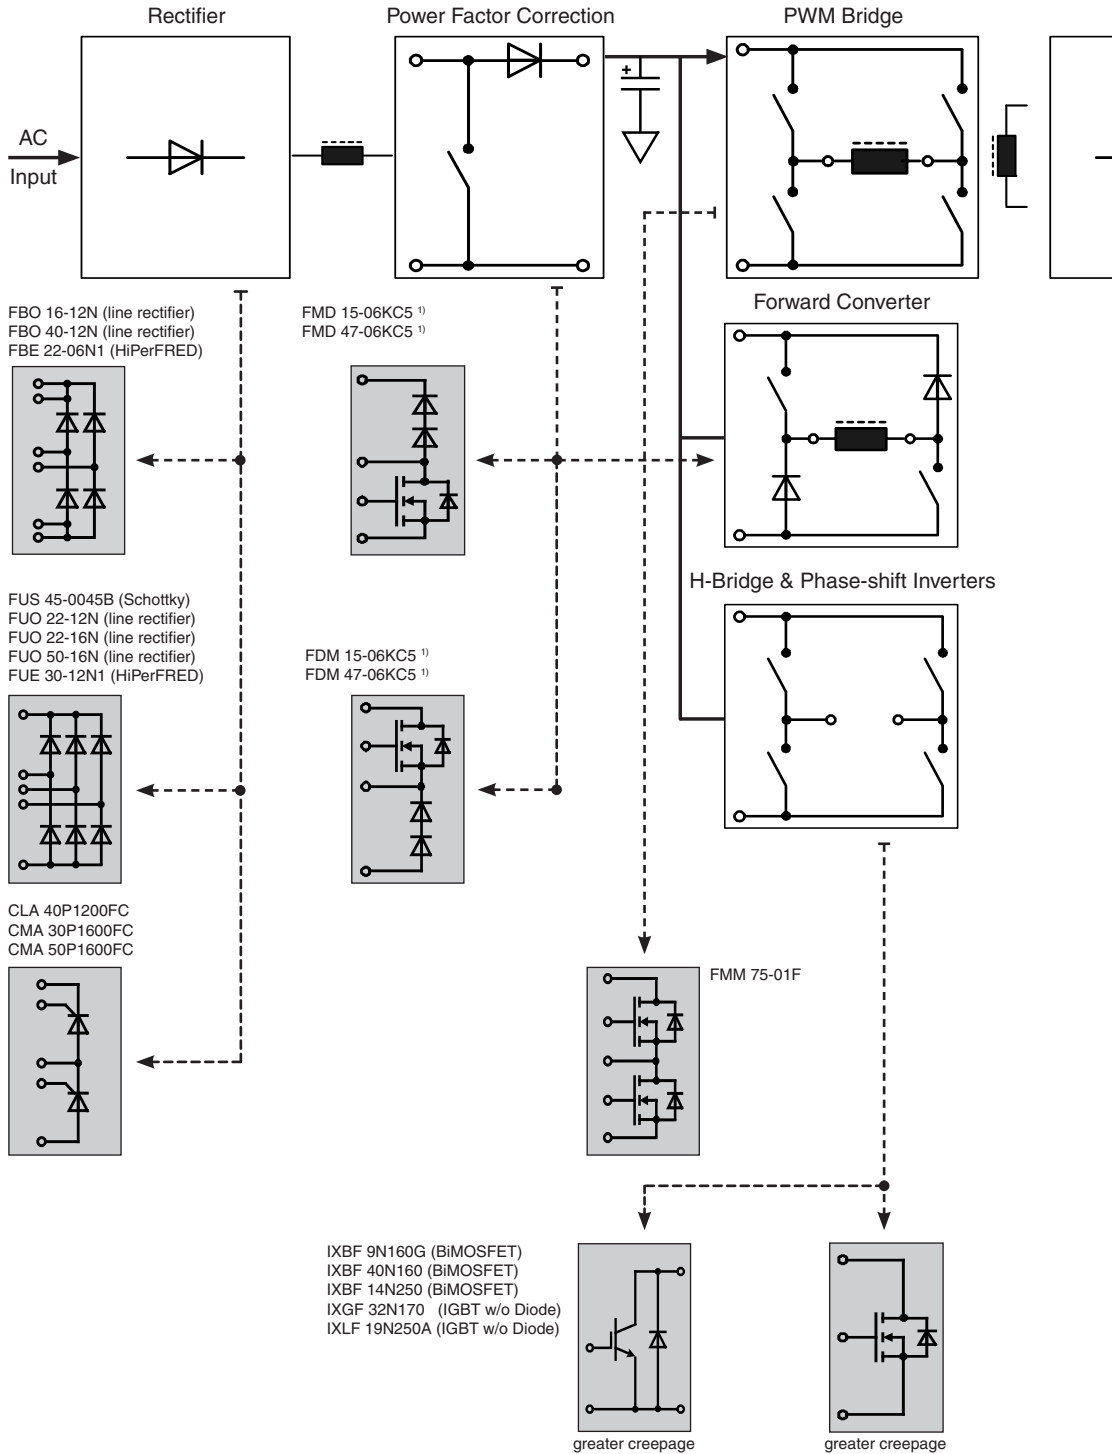 Rectifier
Power Factor Correction
PWM Bridge
AC
Input
+
Forward Converter
FBO 16-12N (line rectifier)
FBO 40-12N (line rectifier)
FBE 22-06N1 (HiPerFRED)
FMD 15-06KC5 1)
FMD 47-06KC5 1)
H-Bridge & Phase-shift Inverters
FUS 45-0045B (Schottky)
FUO 22-12N (line rectifier)
FUO 22-16N (line rectifier)
FUO 50-16N (line rectifier)
FUE 30-12N1 (HiPerFRED)
FDM 15-06KC5 1)
FDM 47-06KC5 1)
CLA 40P1200FC
CMA 30P1600FC
CMA 50P1600FC
FMM 75-01F
IXBF 9N160G (BiMOSFET)
IXBF 40N160 (BiMOSFET)
IXBF 14N250 (BiMOSFET)
IXGF 32N170 (IGBT w/o Diode)
IXLF 19N250A (IGBT w/o Diode)
greater creepage
greater creepage